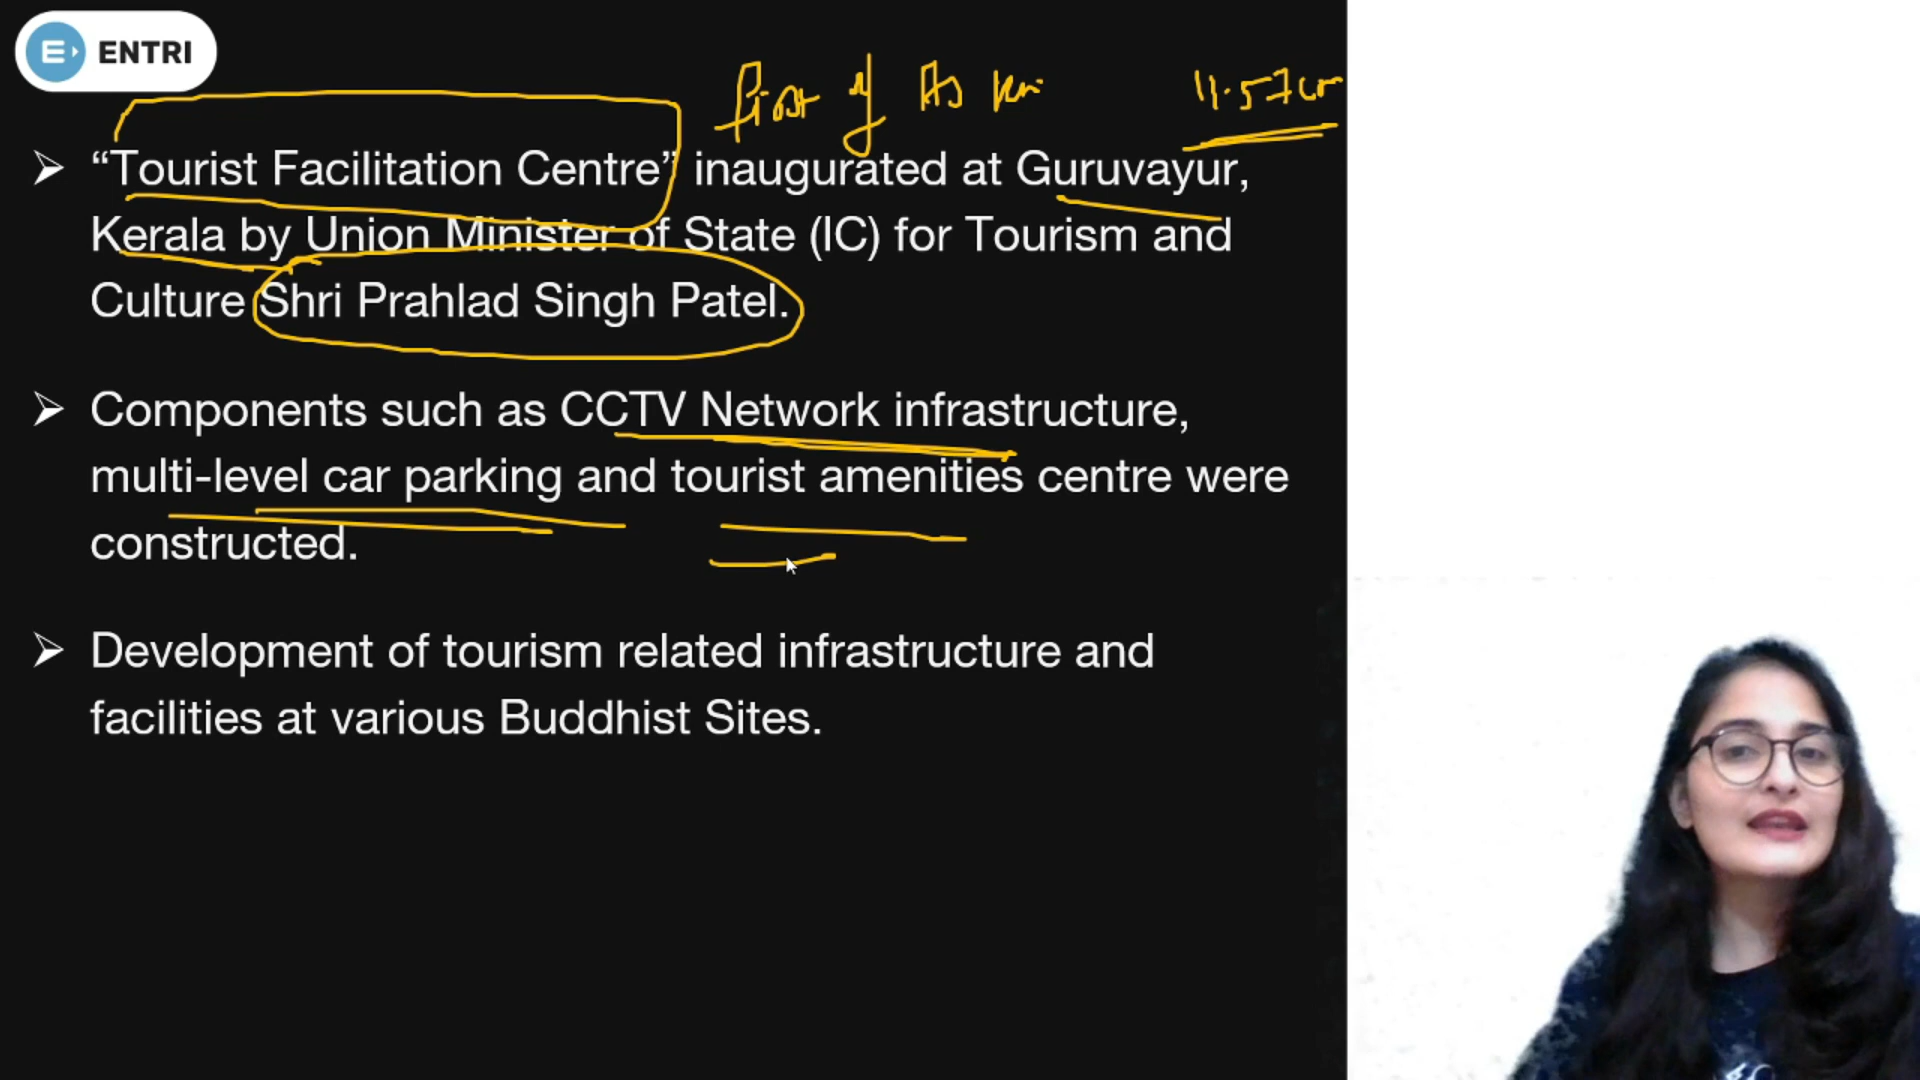 ENTRI
first of
11.57 cr
➤ “Tourist Facilitation Centre” inaugurated at Guruvayur,
Kerala by Union Minister of State (IC) for Tourism and
Culture Shri Prahlad Singh Patel.
➤ Components such as CCTV Network infrastructure,
multi-level car parking and tourist amenities centre were
constructed.
➤ Development of tourism related infrastructure and
facilities at various Buddhist Sites.